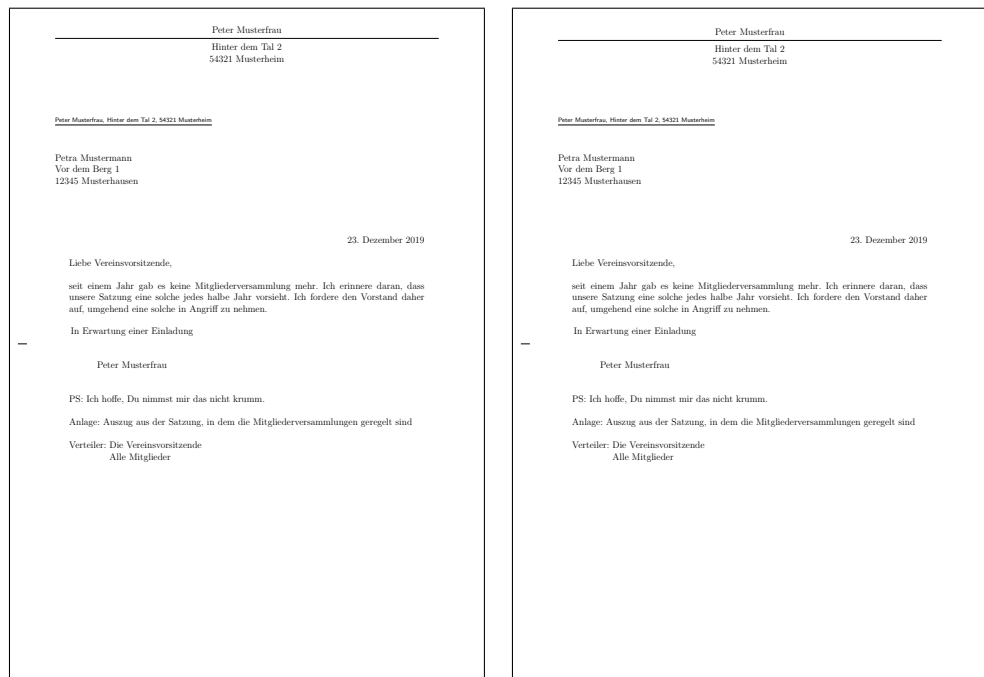 Peter Musterfrau
Hinter dem Tal 2
54321 Musterheim
Peter Musterfrau, Hinter dem Tal 2, 54321 Musterheim
Petra Mustermann
Vor dem Berg 1
12345 Musterhausen
23. Dezember 2019
Liebe Vereinsvorsitzende,
seit einem Jahr gab es keine Mitgliederversammlung mehr. Ich erinnere daran, dass
unsere Satzung eine solche jedes halbe Jahr vorsieht. Ich fordere den Vorstand daher
auf, umgehend eine solche in Angriff zu nehmen.
In Erwartung einer Einladung
Peter Musterfrau
PS: Ich hoffe, Du nimmst mir das nicht krumm.
Anlage: Auszug aus der Satzung, in dem die Mitgliederversammlungen geregelt sind
Verteiler: Die Vereinsvorsitzende
Alle Mitglieder
Peter Musterfrau
Hinter dem Tal 2
54321 Musterheim
Peter Musterfrau, Hinter dem Tal 2, 54321 Musterheim
Petra Mustermann
Vor dem Berg 1
12345 Musterhausen
23. Dezember 2019
Liebe Vereinsvorsitzende,
seit einem Jahr gab es keine Mitgliederversammlung mehr. Ich erinnere daran, dass
unsere Satzung eine solche jedes halbe Jahr vorsieht. Ich fordere den Vorstand daher
auf, umgehend eine solche in Angriff zu nehmen.
In Erwartung einer Einladung
Peter Musterfrau
PS: Ich hoffe, Du nimmst mir das nicht krumm.
Anlage: Auszug aus der Satzung, in dem die Mitgliederversammlungen geregelt sind
Verteiler: Die Vereinsvorsitzende
Alle Mitglieder